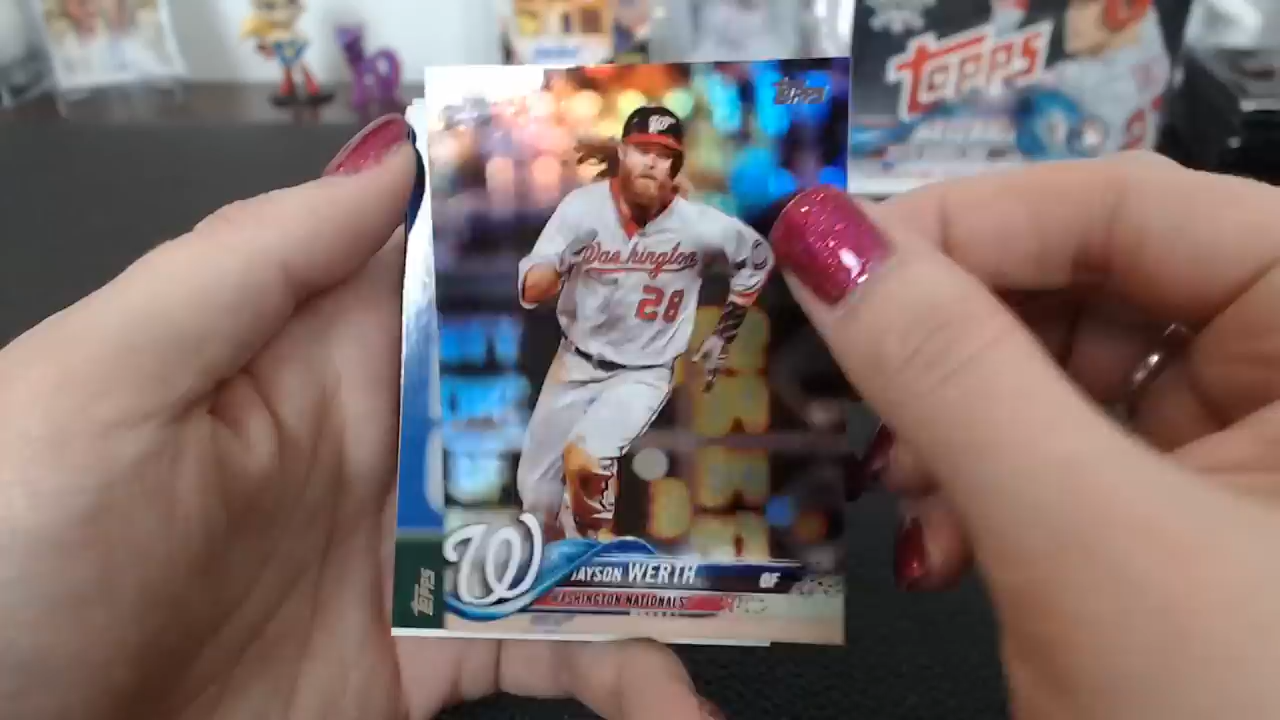 TOPPS
TOPPS
W
Washington
28
W
JAYSON WERTH OF
WASHINGTON NATIONALS
TOPPS